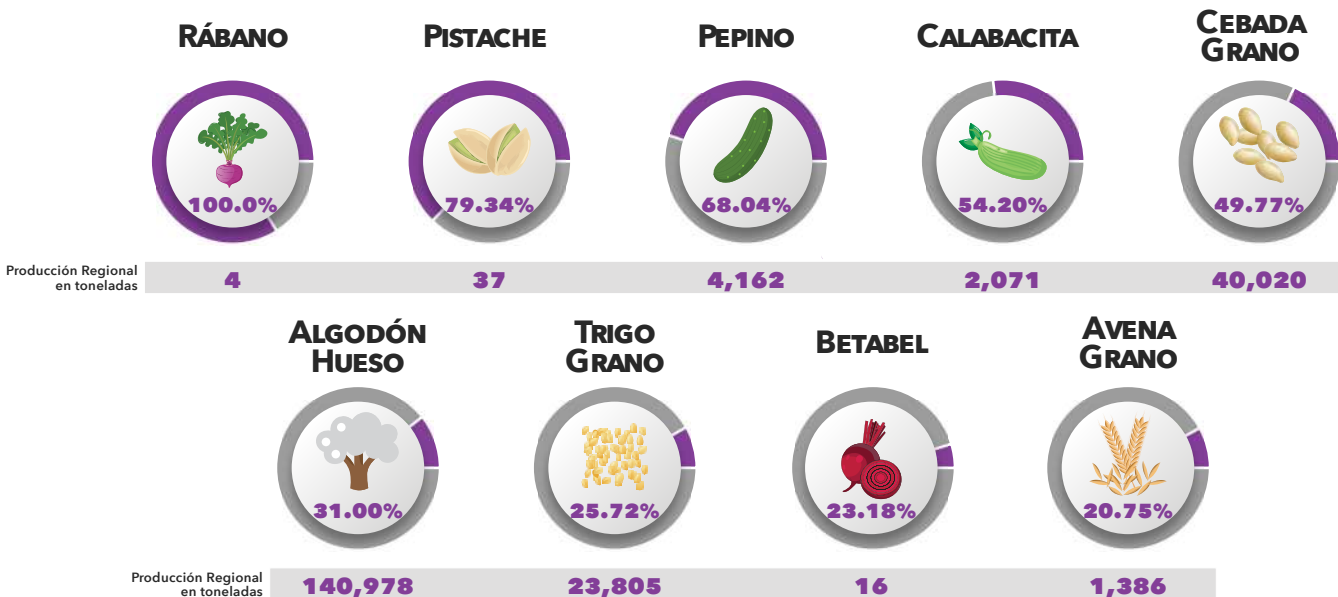 RÁBANO PISTACHE PEPINO CALABACITA CEBADA
GRANO
100.0% 79.34% 68.04% 54.20% 49.77%
Producción Regional
en toneladas 4 37 4,162 2,071 40,020
ALGODÓN
HUESO TRIGO
GRANO BETABEL AVENA
GRANO
31.00% 25.72% 23.18% 20.75%
Producción Regional
en toneladas 140,978 23,805 16 1,386